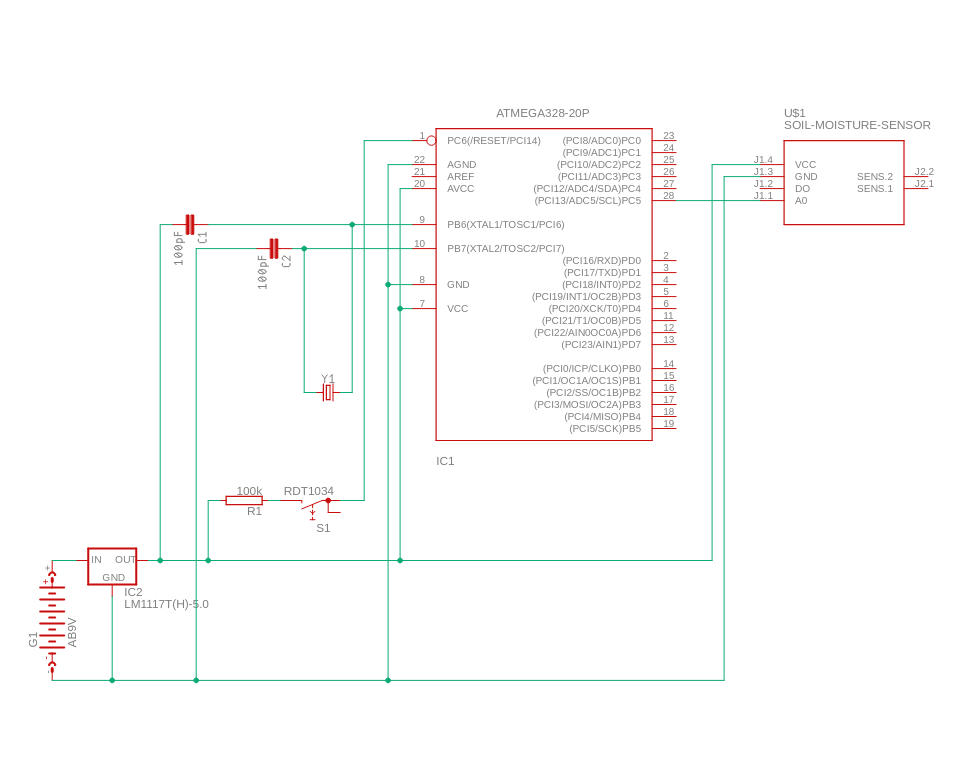 ATMEGA328-20P
U$1
SOIL-MOISTURE-SENSOR
1 PC6(/RESET/PCI14) (PCI8/ADC0)PC0 23
(PCI9/ADC1)PC1 24
22 AGND (PCI10/ADC2)PC2 25
21 AREF (PCI11/ADC3)PC3 26
20 AVCC (PCI12/ADC4/SDA)PC4 27
(PCI13/ADC5/SCL)PC5 28
J1.4 VCC
J1.3 GND SENS.2 J2.2
J1.2 DO SENS.1 J2.1
J1.1 A0
9 PB6(XTAL1/TOSC1/PCI6)
10 PB7(XTAL2/TOSC2/PCI7)
100pF C1
100pF C2
(PCI16/RXD)PD0 2
(PCI17/TXD)PD1 3
8 GND (PCI18/INT0)PD2 4
(PCI19/INT1/OC2B)PD3 5
7 VCC (PCI20/XCK/T0)PD4 6
(PCI21/T1/OC0B)PD5 11
(PCI22/AIN0OC0A)PD6 12
(PCI23/AIN1)PD7 13
(PCI0/ICP/CLKO)PB0 14
(PCI1/OC1A/OC1S)PB1 15
(PCI2/SS/OC1B)PB2 16
(PCI3/MOSI/OC2A)PB3 17
(PCI4/MISO)PB4 18
(PCI5/SCK)PB5 19
Y1
IC1
100k RDT1034
R1
S1
IN OUT
GND
IC2
LM1117T(H)-5.0
+
+
G1 AB9V
-
-